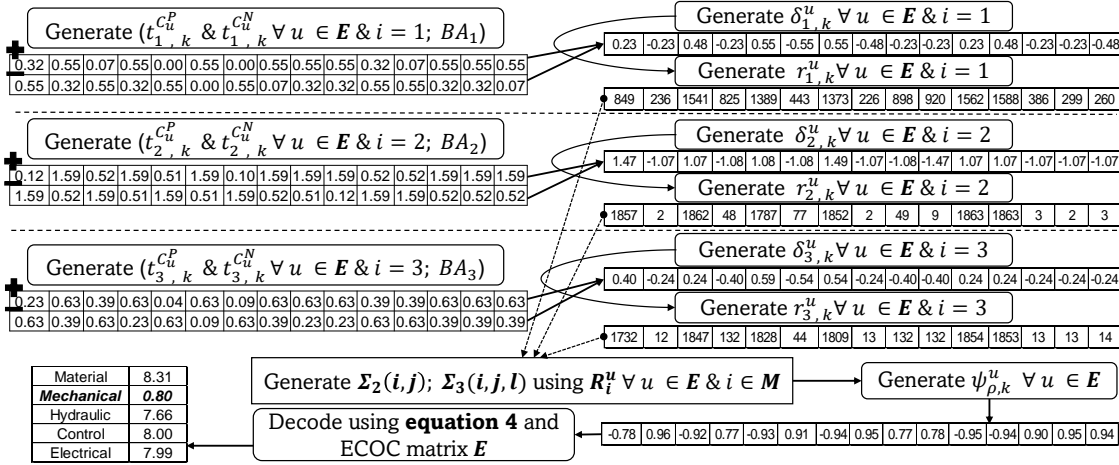 Generate (t_{1,k}^{C_u^P} & t_{1,k}^{C_u^N} ∀ u ∈ E & i = 1; BA_1)
+ 0.32 0.55 0.07 0.55 0.00 0.55 0.00 0.55 0.55 0.55 0.32 0.07 0.55 0.55 0.55
− 0.55 0.32 0.55 0.32 0.55 0.00 0.55 0.07 0.32 0.32 0.55 0.55 0.32 0.32 0.07
Generate δ_{1,k}^u ∀ u ∈ E & i = 1
0.23 -0.23 0.48 -0.23 0.55 -0.55 0.55 -0.48 -0.23 -0.23 0.23 0.48 -0.23 -0.23 -0.48
Generate r_{1,k}^u ∀ u ∈ E & i = 1
849 236 1541 825 1389 443 1373 226 898 920 1562 1588 386 299 260
Generate (t_{2,k}^{C_u^P} & t_{2,k}^{C_u^N} ∀ u ∈ E & i = 2; BA_2)
+ 0.12 1.59 0.52 1.59 0.51 1.59 0.10 1.59 1.59 1.59 0.52 0.52 1.59 1.59 1.59
− 1.59 0.52 1.59 0.51 1.59 0.51 1.59 0.52 0.51 0.12 1.59 1.59 0.52 0.52 0.52
Generate δ_{2,k}^u ∀ u ∈ E & i = 2
1.47 -1.07 1.07 -1.08 1.08 -1.08 1.49 -1.07 -1.08 -1.47 1.07 1.07 -1.07 -1.07 -1.07
Generate r_{2,k}^u ∀ u ∈ E & i = 2
1857 2 1862 48 1787 77 1852 2 49 9 1863 1863 3 2 3
Generate (t_{3,k}^{C_u^P} & t_{3,k}^{C_u^N} ∀ u ∈ E & i = 3; BA_3)
+ 0.23 0.63 0.39 0.63 0.04 0.63 0.09 0.63 0.63 0.63 0.39 0.39 0.63 0.63 0.63
− 0.63 0.39 0.63 0.23 0.63 0.09 0.63 0.39 0.23 0.23 0.63 0.63 0.39 0.39 0.39
Generate δ_{3,k}^u ∀ u ∈ E & i = 3
0.40 -0.24 0.24 -0.40 0.59 -0.54 0.54 -0.24 -0.40 -0.40 0.24 0.24 -0.24 -0.24 -0.24
Generate r_{3,k}^u ∀ u ∈ E & i = 3
1732 12 1847 132 1828 44 1809 13 132 132 1854 1853 13 13 14
Generate Σ_2(i, j); Σ_3(i, j, l) using R_i^u ∀ u ∈ E & i ∈ M
Generate ψ_{ρ,k}^u ∀ u ∈ E
-0.78 0.96 -0.92 0.77 -0.93 0.91 -0.94 0.95 0.77 0.78 -0.95 -0.94 0.90 0.95 0.94
Decode using equation 4 and
ECOC matrix E
Material 8.31
Mechanical 0.80
Hydraulic 7.66
Control 8.00
Electrical 7.99